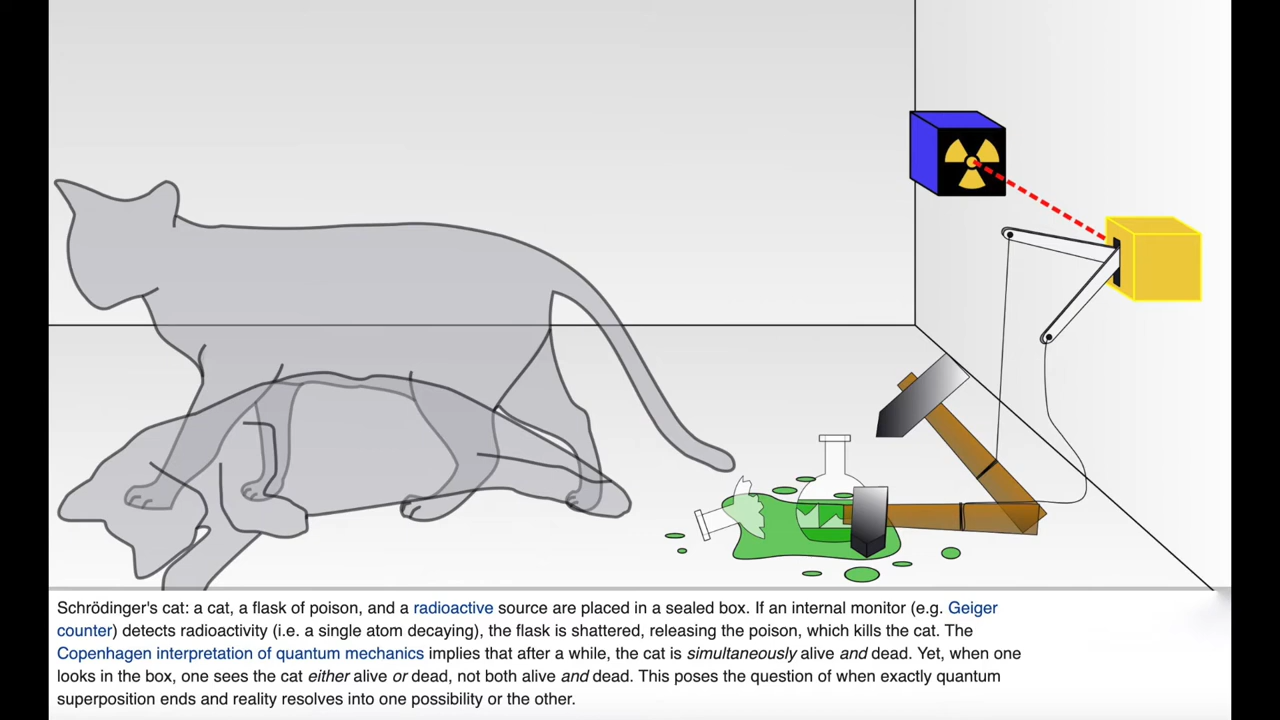 Schrödinger's cat: a cat, a flask of poison, and a radioactive source are placed in a sealed box. If an internal monitor (e.g. Geiger
counter) detects radioactivity (i.e. a single atom decaying), the flask is shattered, releasing the poison, which kills the cat. The
Copenhagen interpretation of quantum mechanics implies that after a while, the cat is simultaneously alive and dead. Yet, when one
looks in the box, one sees the cat either alive or dead, not both alive and dead. This poses the question of when exactly quantum
superposition ends and reality resolves into one possibility or the other.